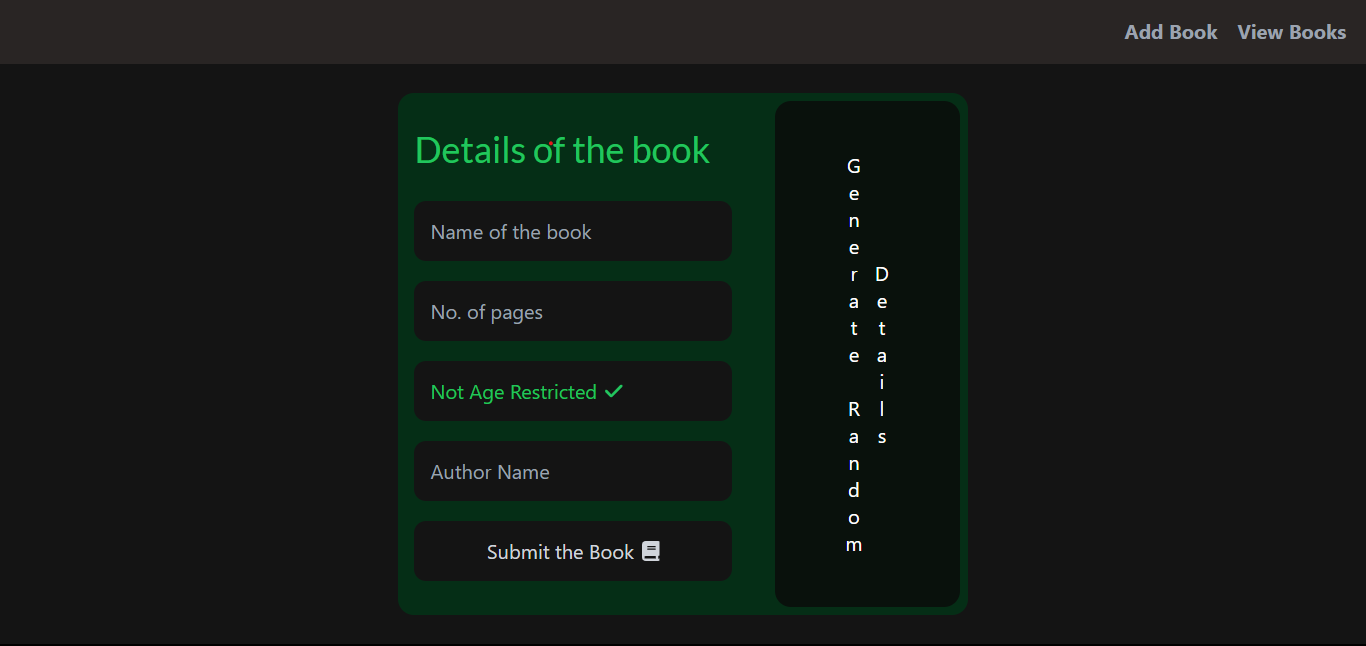 Add Book View Books
Details of the book
Name of the book
No. of pages
Not Age Restricted
Author Name
Submit the Book
Generate Random
Details